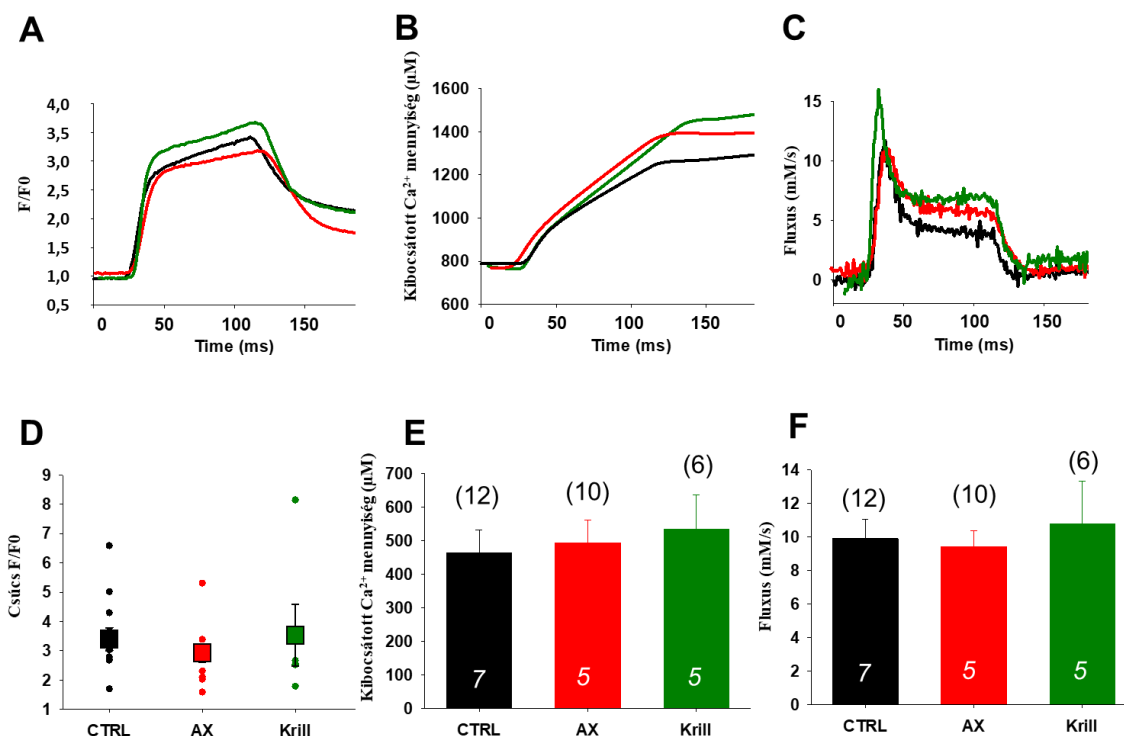 A
F/F0
4,0
3,5
3,0
2,5
2,0
1,5
1,0
0,5
0
50
100
150
Time (ms)
B
Kibocsátott Ca²⁺ mennyiség (µM)
1600
1400
1200
1000
800
600
0
50
100
150
Time (ms)
C
Fluxus (mM/s)
15
10
5
0
0
50
100
150
Time (ms)
D
Csúcs F/F0
9
8
7
6
5
4
3
2
1
CTRL
AX
Krill
E
Kibocsátott Ca²⁺ mennyiség (µM)
700
600
500
400
300
200
100
0
(12)
(10)
(6)
7
5
5
CTRL
AX
Krill
F
Fluxus (mM/s)
14
12
10
8
6
4
2
0
(12)
(10)
(6)
7
5
5
CTRL
AX
Krill